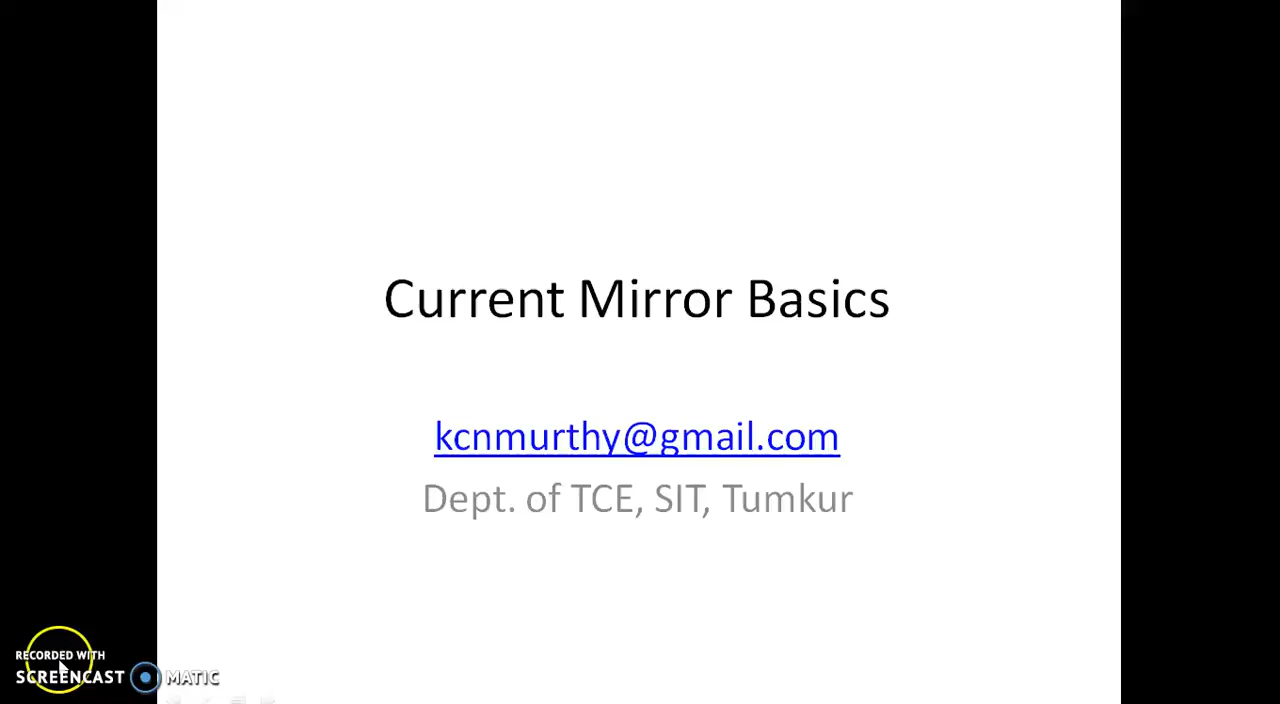 Current Mirror Basics
kcnmurthy@gmail.com
Dept. of TCE, SIT, Tumkur
RECORDED WITH
SCREENCAST MATIC